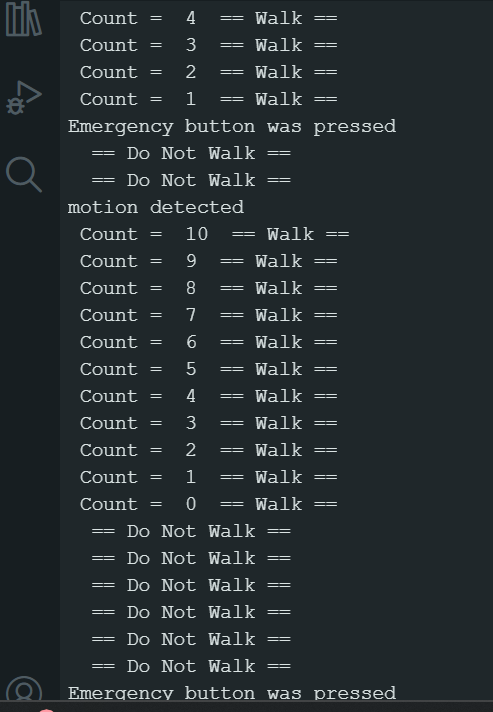 Count =  4  == Walk ==
Count =  3  == Walk ==
Count =  2  == Walk ==
Count =  1  == Walk ==
Emergency button was pressed
== Do Not Walk ==
== Do Not Walk ==
motion detected
Count =  10  == Walk ==
Count =  9  == Walk ==
Count =  8  == Walk ==
Count =  7  == Walk ==
Count =  6  == Walk ==
Count =  5  == Walk ==
Count =  4  == Walk ==
Count =  3  == Walk ==
Count =  2  == Walk ==
Count =  1  == Walk ==
Count =  0  == Walk ==
== Do Not Walk ==
== Do Not Walk ==
== Do Not Walk ==
== Do Not Walk ==
== Do Not Walk ==
== Do Not Walk ==
Emergency button was pressed